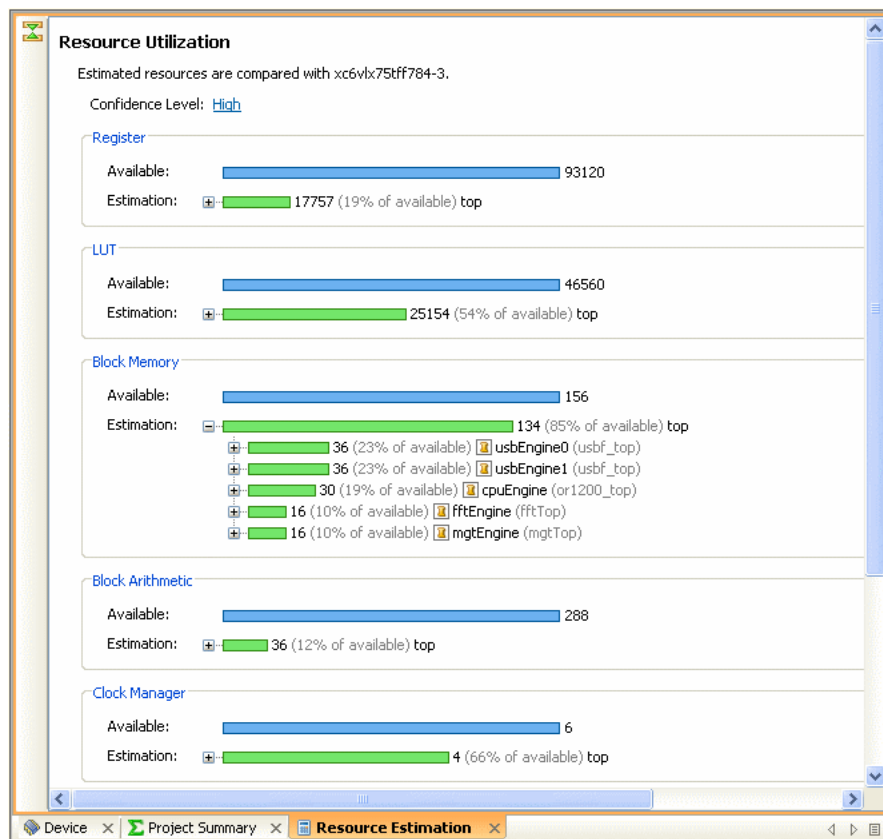 Resource Utilization
Estimated resources are compared with xc6vlx75tff784-3.
Confidence Level: High
Register
Available: 93120
Estimation: 17757 (19% of available) top
LUT
Available: 46560
Estimation: 25154 (54% of available) top
Block Memory
Available: 156
Estimation: 134 (85% of available) top
36 (23% of available) usbEngine0 (usbf_top)
36 (23% of available) usbEngine1 (usbf_top)
30 (19% of available) cpuEngine (or1200_top)
16 (10% of available) fftEngine (fftTop)
16 (10% of available) mgtEngine (mgtTop)
Block Arithmetic
Available: 288
Estimation: 36 (12% of available) top
Clock Manager
Available: 6
Estimation: 4 (66% of available) top
Device Project Summary Resource Estimation